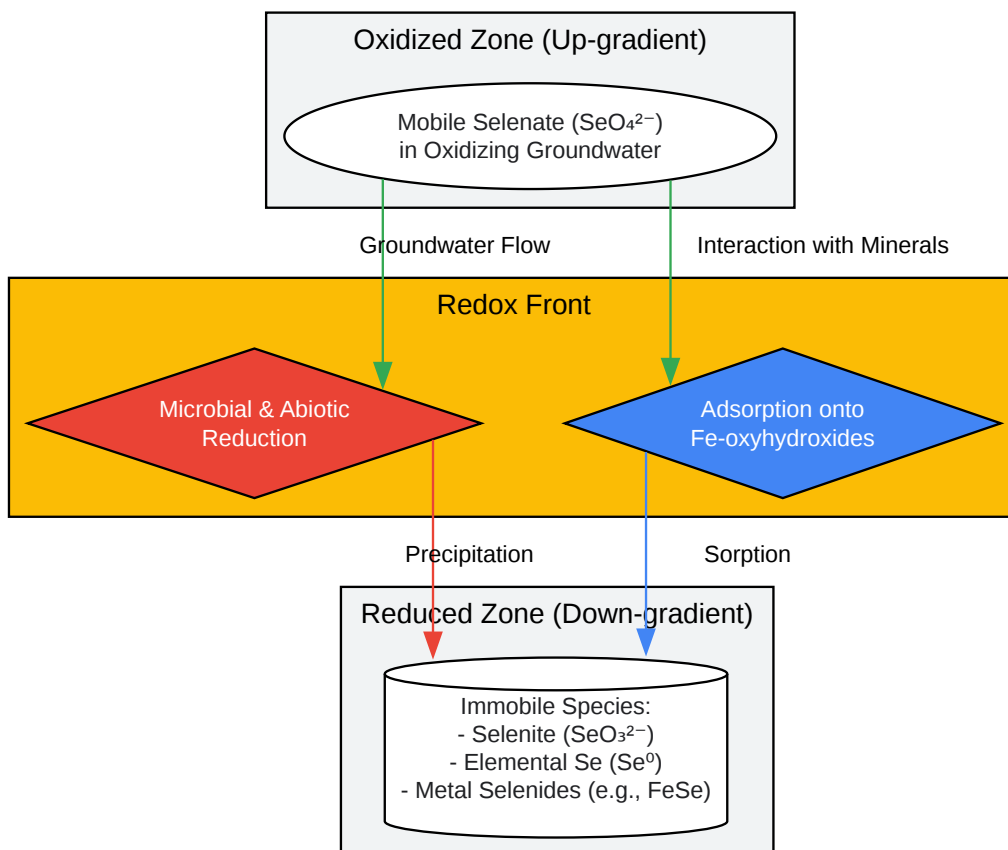 Oxidized Zone (Up-gradient)
Mobile Selenate (SeO₄²⁻)
in Oxidizing Groundwater
Groundwater Flow
Interaction with Minerals
Redox Front
Microbial & Abiotic
Reduction
Adsorption onto
Fe-oxyhydroxides
Precipitation
Sorption
Reduced Zone (Down-gradient)
Immobile Species:
- Selenite (SeO₃²⁻)
- Elemental Se (Se⁰)
- Metal Selenides (e.g., FeSe)